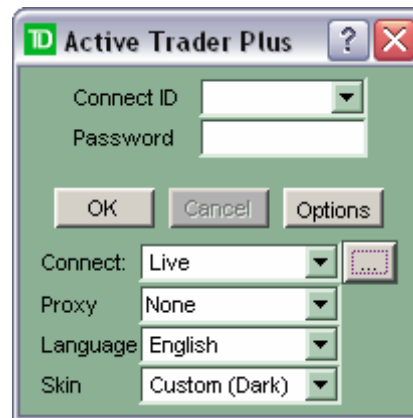 TD Active Trader Plus ?
Connect ID
Password
OK Cancel Options
Connect: Live ...
Proxy None
Language English
Skin Custom (Dark)